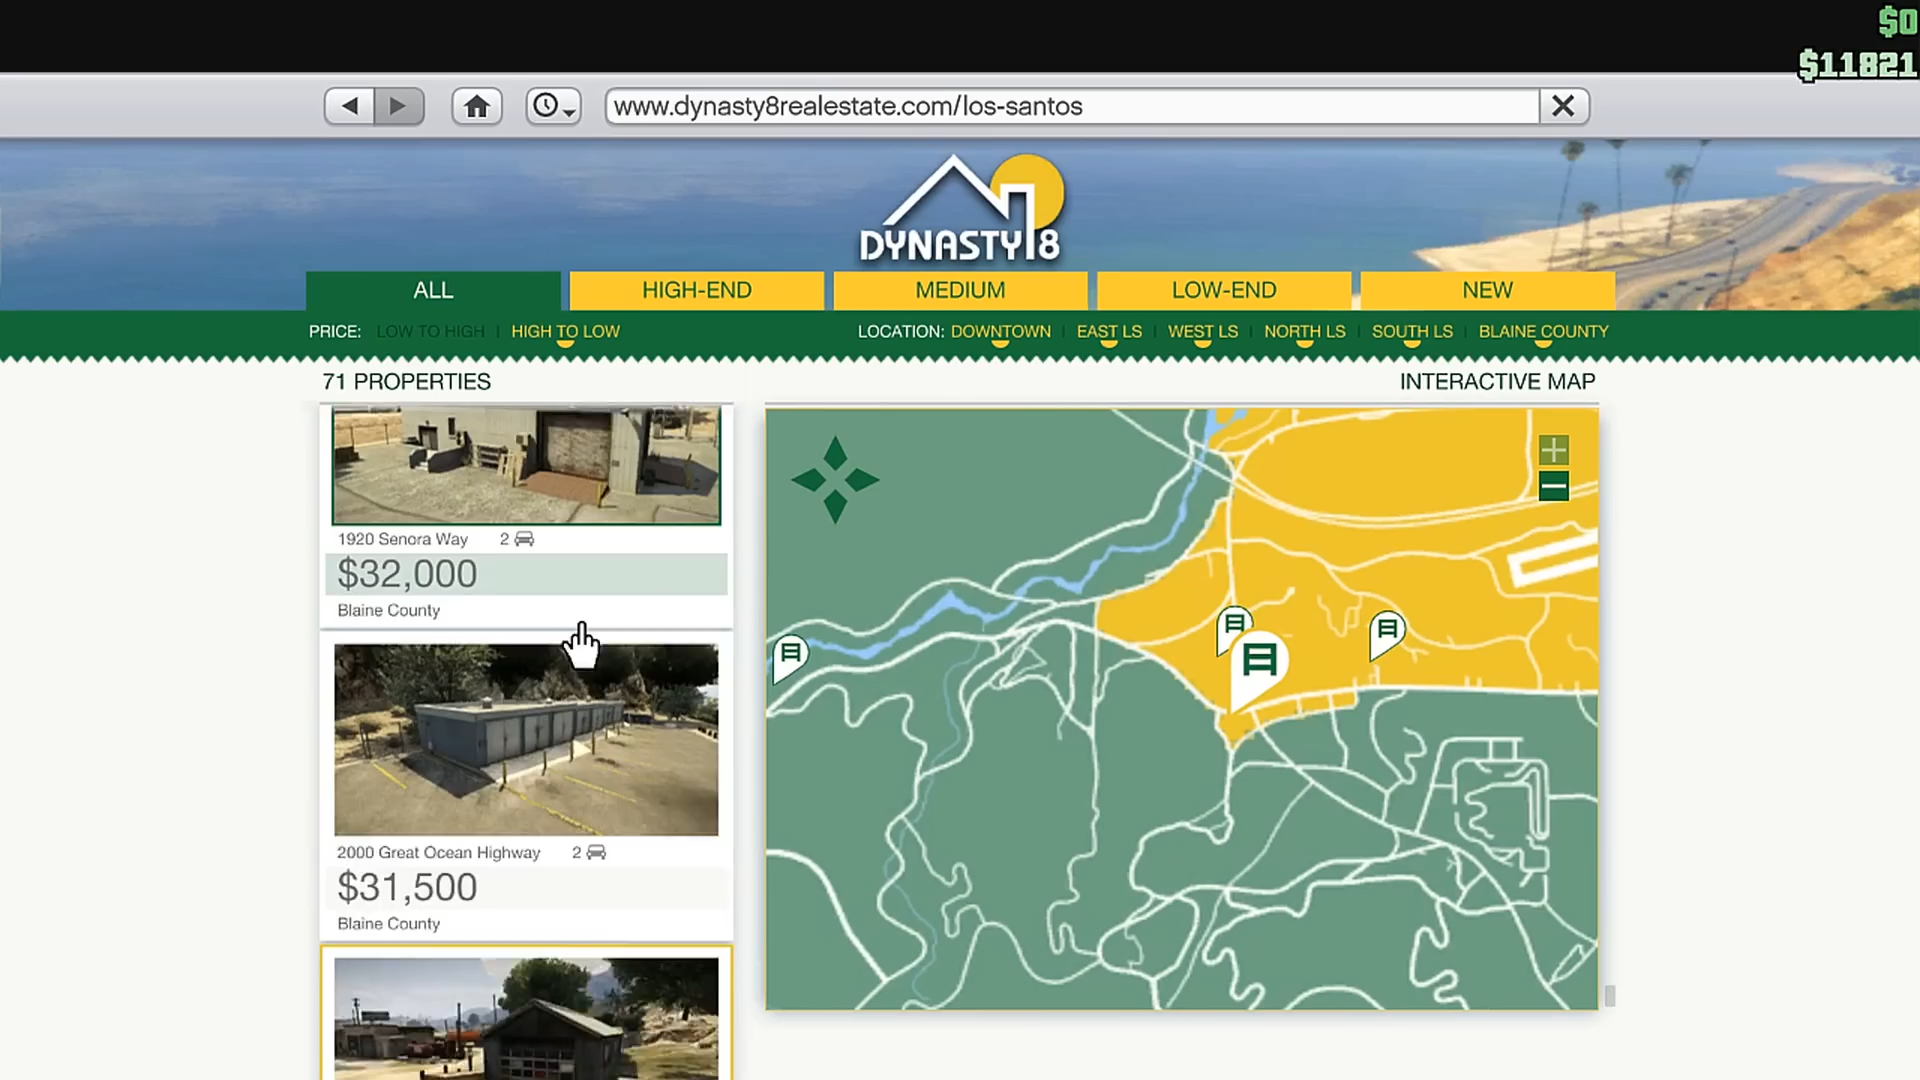 $0
$11821
www.dynasty8realestate.com/los-santos
DYNASTY 8
ALL
HIGH-END
MEDIUM
LOW-END
NEW
PRICE: LOW TO HIGH | HIGH TO LOW
LOCATION: DOWNTOWN | EAST LS | WEST LS | NORTH LS | SOUTH LS | BLAINE COUNTY
71 PROPERTIES
INTERACTIVE MAP
1920 Senora Way 2
$32,000
Blaine County
2000 Great Ocean Highway 2
$31,500
Blaine County